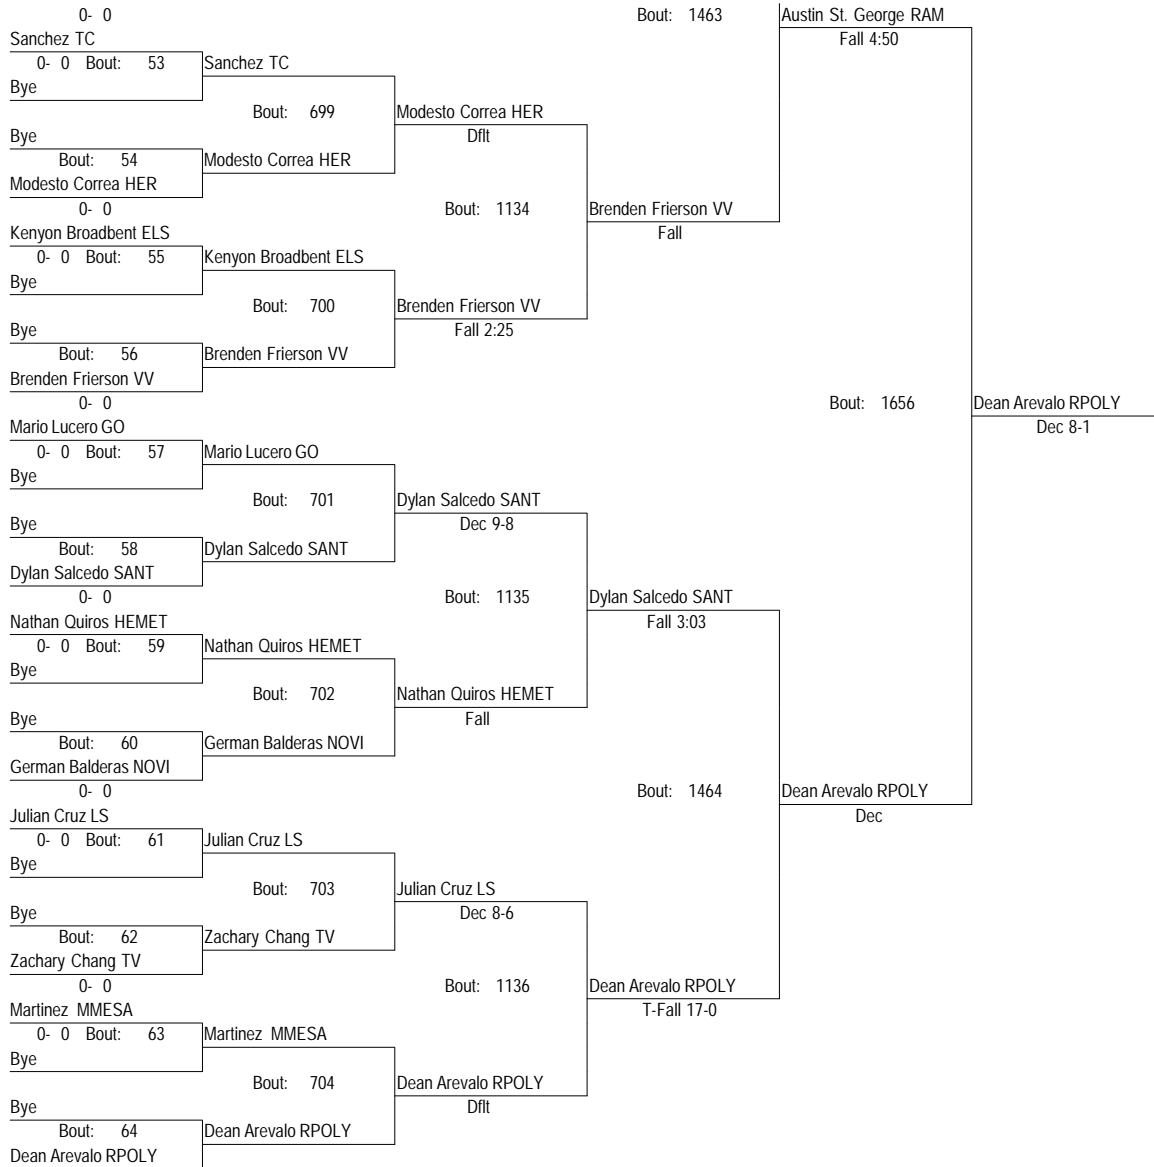 0- 0 Bout: 1463 Austin St. George RAM
Sanchez TC Fall 4:50
0- 0 Bout: 53 Sanchez TC
Bye
Bout: 699 Modesto Correa HER
Bye Dflt
Bout: 54 Modesto Correa HER
Modesto Correa HER
0- 0 Bout: 1134 Brenden Frierson VV
Kenyon Broadbent ELS Fall
0- 0 Bout: 55 Kenyon Broadbent ELS
Bye
Bout: 700 Brenden Frierson VV
Bye Fall 2:25
Bout: 56 Brenden Frierson VV
Brenden Frierson VV
0- 0 Bout: 1656 Dean Arevalo RPOLY
Mario Lucero GO Dec 8-1
0- 0 Bout: 57 Mario Lucero GO
Bye
Bout: 701 Dylan Salcedo SANT
Bye Dec 9-8
Bout: 58 Dylan Salcedo SANT
Dylan Salcedo SANT
0- 0 Bout: 1135 Dylan Salcedo SANT
Nathan Quiros HEMET Fall 3:03
0- 0 Bout: 59 Nathan Quiros HEMET
Bye
Bout: 702 Nathan Quiros HEMET
Bye Fall
Bout: 60 German Balderas NOVI
German Balderas NOVI
0- 0 Bout: 1464 Dean Arevalo RPOLY
Julian Cruz LS Dec
0- 0 Bout: 61 Julian Cruz LS
Bye
Bout: 703 Julian Cruz LS
Bye Dec 8-6
Bout: 62 Zachary Chang TV
Zachary Chang TV
0- 0 Bout: 1136 Dean Arevalo RPOLY
Martinez MMESA T-Fall 17-0
0- 0 Bout: 63 Martinez MMESA
Bye
Bout: 704 Dean Arevalo RPOLY
Bye Dflt
Bout: 64 Dean Arevalo RPOLY
Dean Arevalo RPOLY